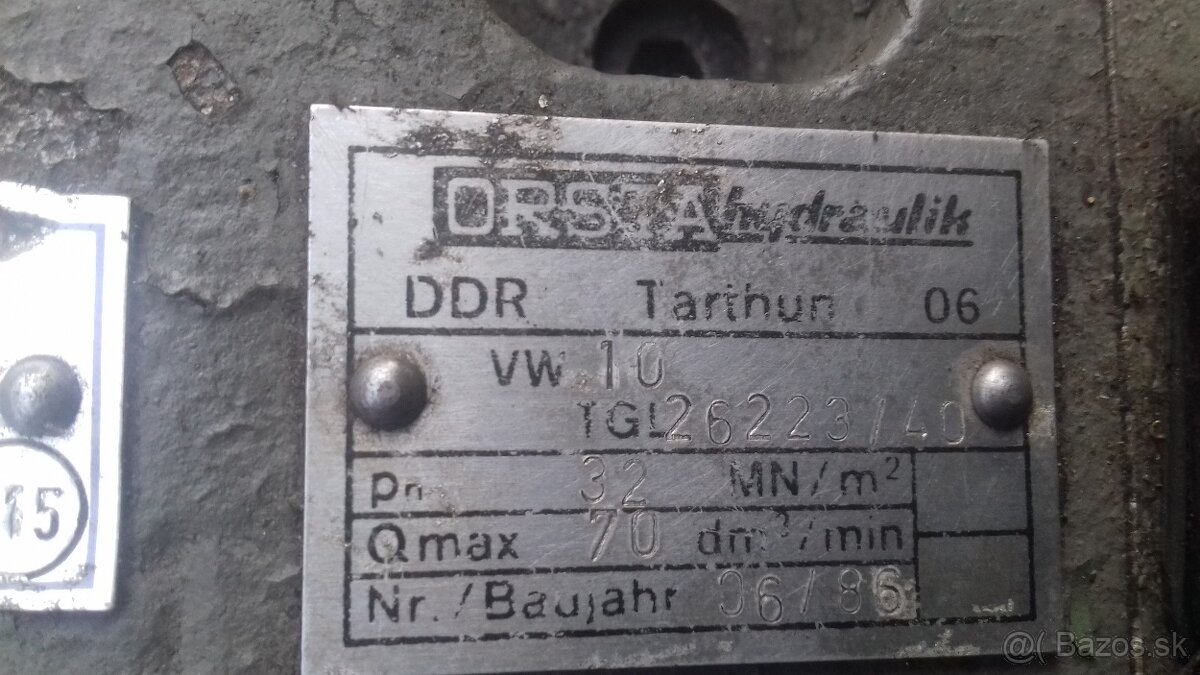 ORSTA hydraulik
DDR Tarthun 06
VW 10
TGL 26223/40
pn 32 MN/m²
Qmax 70 dm³/min
Nr./Baujahr 06/86
15
@( Bazos.sk